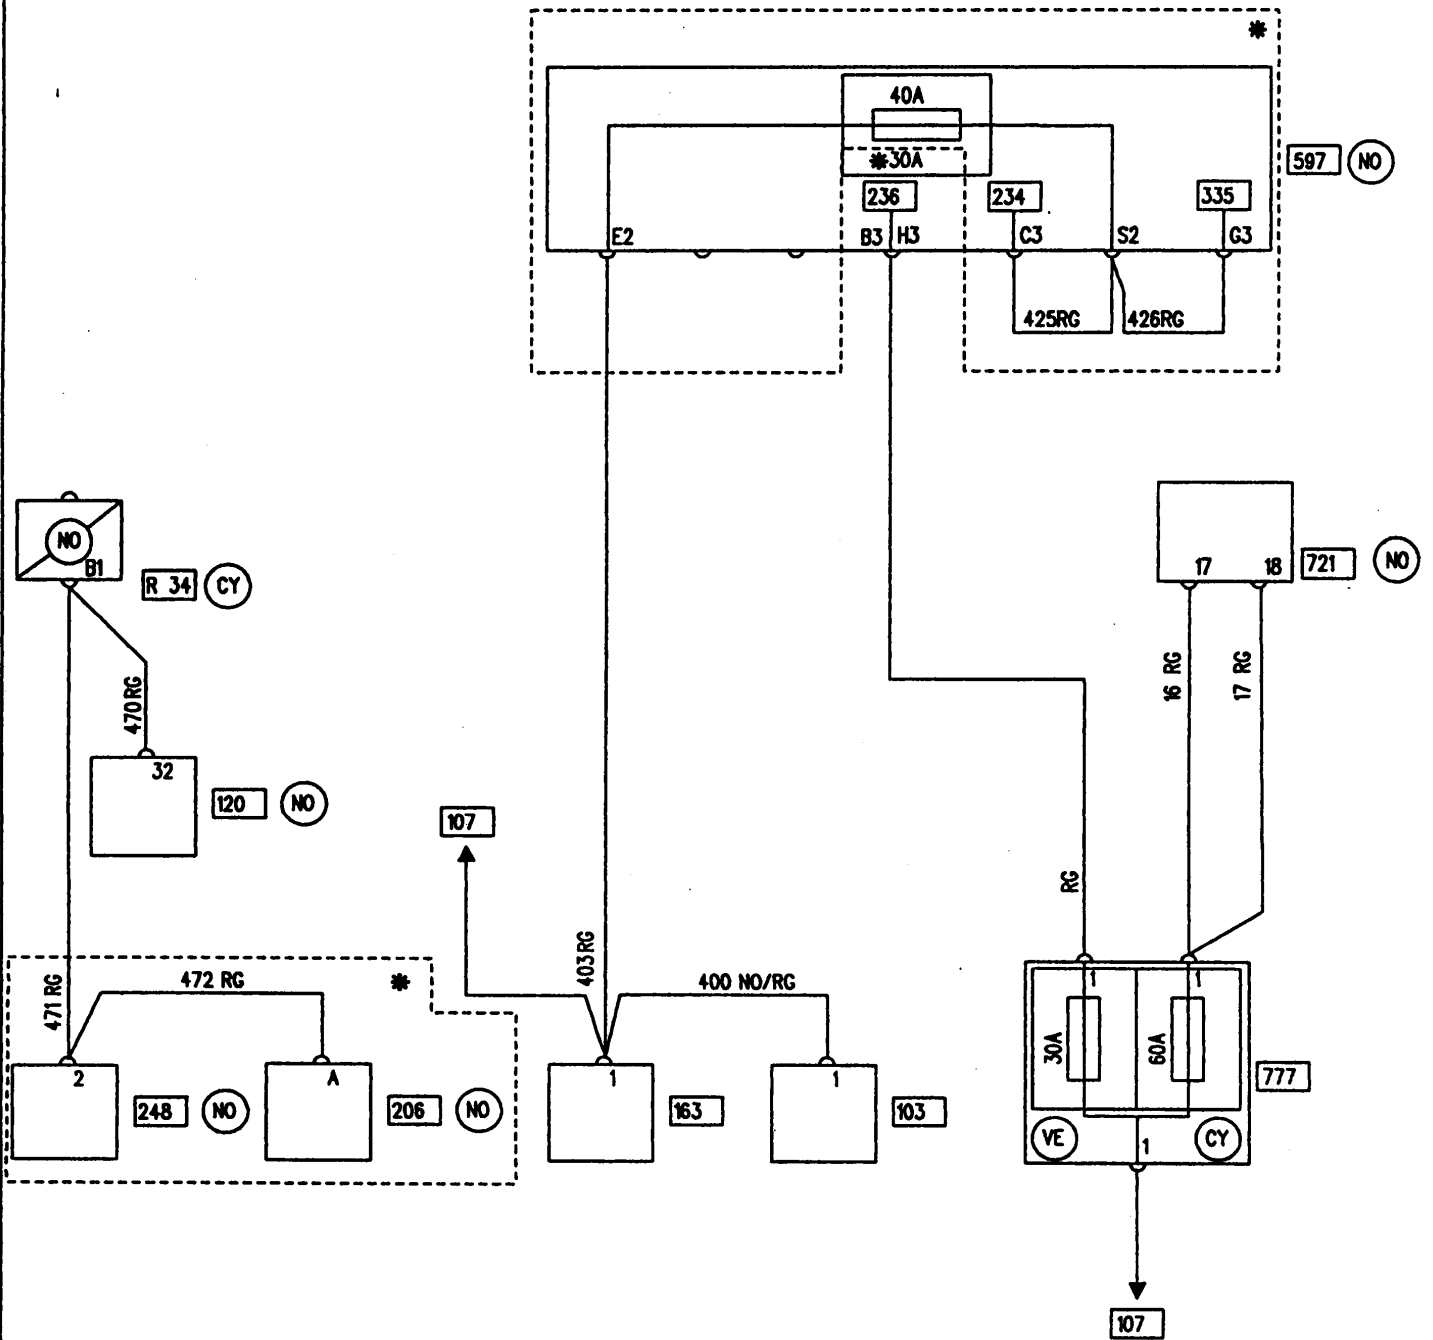 *
40A
*30A
597 NO
236 234 335
E2 B3 H3 C3 S2 G3
425RG 426RG
NO
B1
R 34 CY
721 NO
17 18
16 RG
17 RG
470RG
32
120 NO
107
RG
403RG
471 RG
472 RG
*
400 NO/RG
1 1
30A
60A
777
2
248 NO
A
206 NO
1
163
1
103
VE
1
CY
107